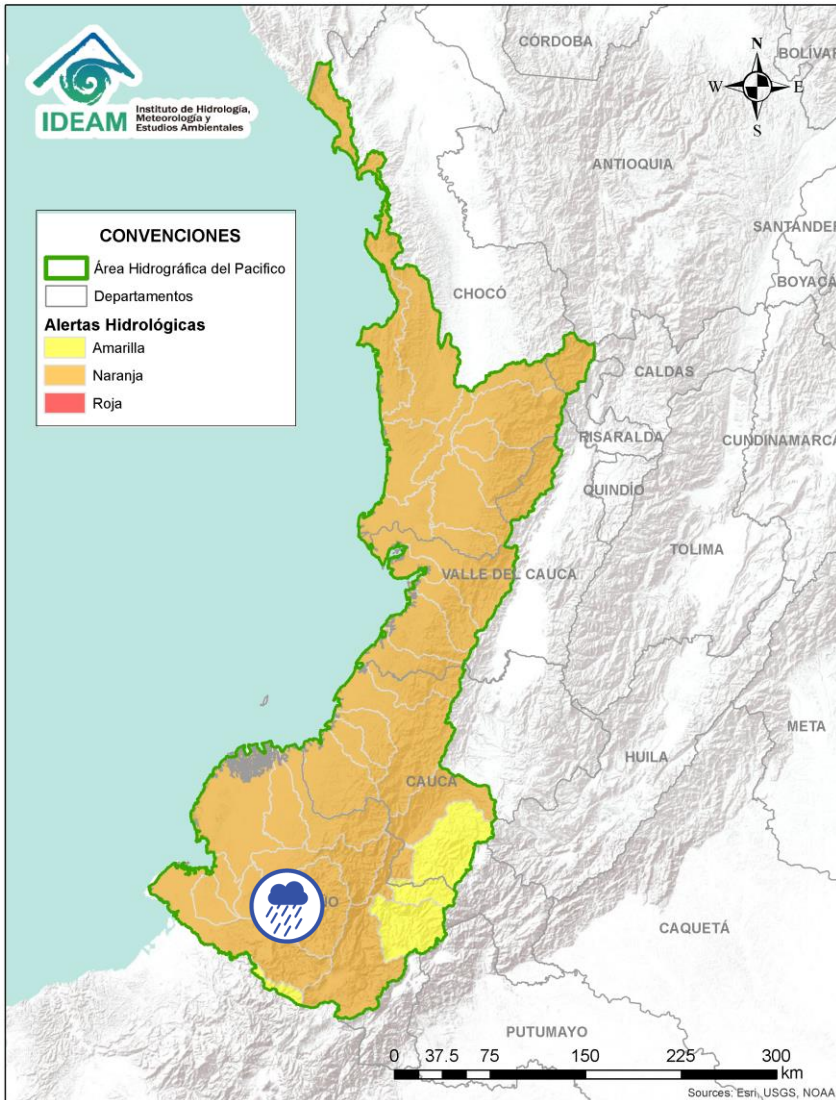 CÓRDOBA
BOLÍVAR
N
W E
S
IDEAM
Instituto de Hidrología,
Meteorología y
Estudios Ambientales
ANTIOQUIA
CONVENCIONES
Área Hidrográfica del Pacifico
Departamentos
Alertas Hidrológicas
Amarilla
Naranja
Roja
SANTANDER
BOYACÁ
CHOCÓ
CALDAS
RISARALDA
CUNDINAMARCA
QUINDÍO
TOLIMA
VALLE DEL CAUCA
META
HUILA
CAUCA
NO
CAQUETÁ
PUTUMAYO
0 37.5 75 150 225 300
km
Sources: Esri, USGS, NOAA